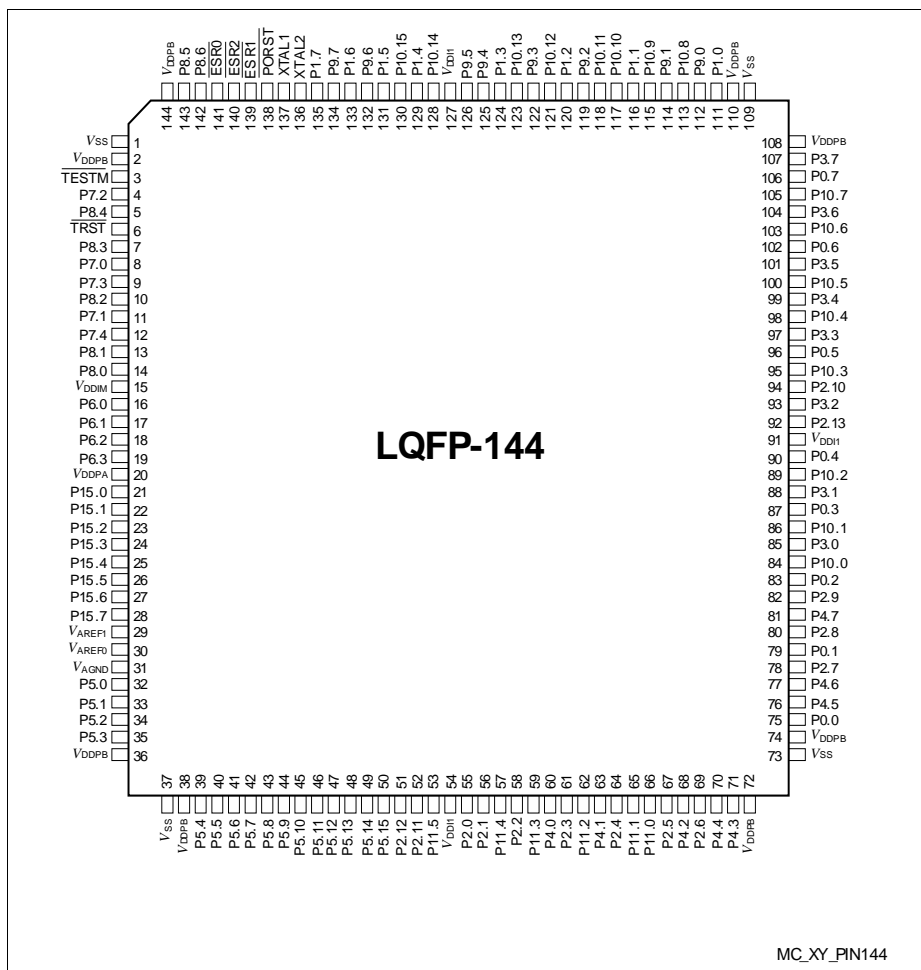 VDDPB P8.5 P8.6 ESR0 ESR2 ESR1 PORST XTAL1 XTAL2 P1.7 P9.7 P1.6 P9.6 P1.5 P10.15 P1.4 P10.14 VDDI1 P9.5 P9.4 P1.3 P10.13 P9.3 P10.12 P1.2 P9.2 P10.11 P10.10 P1.1 P10.9 P9.1 P10.8 P9.0 P1.0 VDDPB VSS
144 143 142 141 140 139 138 137 136 135 134 133 132 131 130 129 128 127 126 125 124 123 122 121 120 119 118 117 116 115 114 113 112 111 110 109
VSS 1 108 VDDPB
VDDPB 2 107 P3.7
TESTM 3 106 P0.7
P7.2 4 105 P10.7
P8.4 5 104 P3.6
TRST 6 103 P10.6
P8.3 7 102 P0.6
P7.0 8 101 P3.5
P7.3 9 100 P10.5
P8.2 10 99 P3.4
P7.1 11 98 P10.4
P7.4 12 97 P3.3
P8.1 13 96 P0.5
P8.0 14 95 P10.3
VDDIM 15 94 P2.10
P6.0 16 93 P3.2
P6.1 17 92 P2.13
P6.2 18 91 VDDI1
LQFP-144
P6.3 19 90 P0.4
VDDPA 20 89 P10.2
P15.0 21 88 P3.1
P15.1 22 87 P0.3
P15.2 23 86 P10.1
P15.3 24 85 P3.0
P15.4 25 84 P10.0
P15.5 26 83 P0.2
P15.6 27 82 P2.9
P15.7 28 81 P4.7
VAREF1 29 80 P2.8
VAREF0 30 79 P0.1
VAGND 31 78 P2.7
P5.0 32 77 P4.6
P5.1 33 76 P4.5
P5.2 34 75 P0.0
P5.3 35 74 VDDPB
VDDPB 36 73 VSS
37 38 39 40 41 42 43 44 45 46 47 48 49 50 51 52 53 54 55 56 57 58 59 60 61 62 63 64 65 66 67 68 69 70 71 72
VSS VDDPB P5.4 P5.5 P5.6 P5.7 P5.8 P5.9 P5.10 P5.11 P5.12 P5.13 P5.14 P5.15 P2.12 P2.11 P11.5 VDDI1 P2.0 P2.1 P11.4 P2.2 P11.3 P4.0 P2.3 P11.2 P4.1 P2.4 P11.1 P11.0 P2.5 P4.2 P2.6 P4.4 P4.3 VDDPB
MC_XY_PIN144